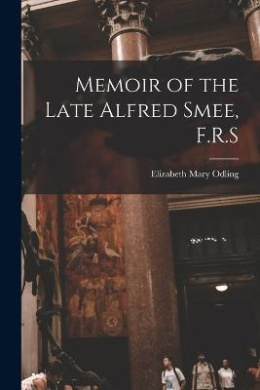 Memoir of the
Late Alfred Smee,
F.R.S
Elizabeth Mary Odling